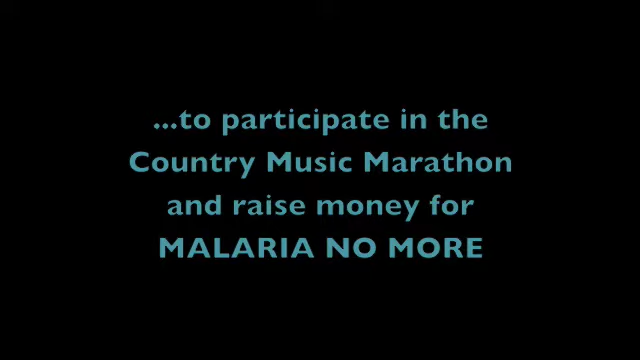 ...to participate in the
Country Music Marathon
and raise money for
MALARIA NO MORE